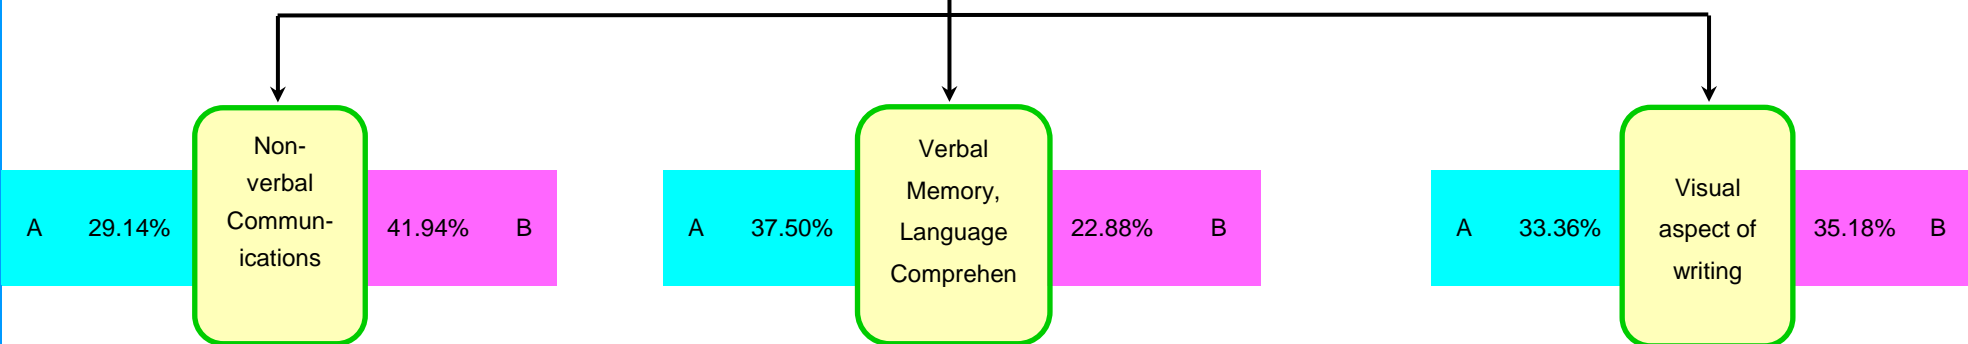 A 29.14%
Non-
verbal
Commun-
ications
41.94% B
A 37.50%
Verbal
Memory,
Language
Comprehen
22.88% B
A 33.36%
Visual
aspect of
writing
35.18% B